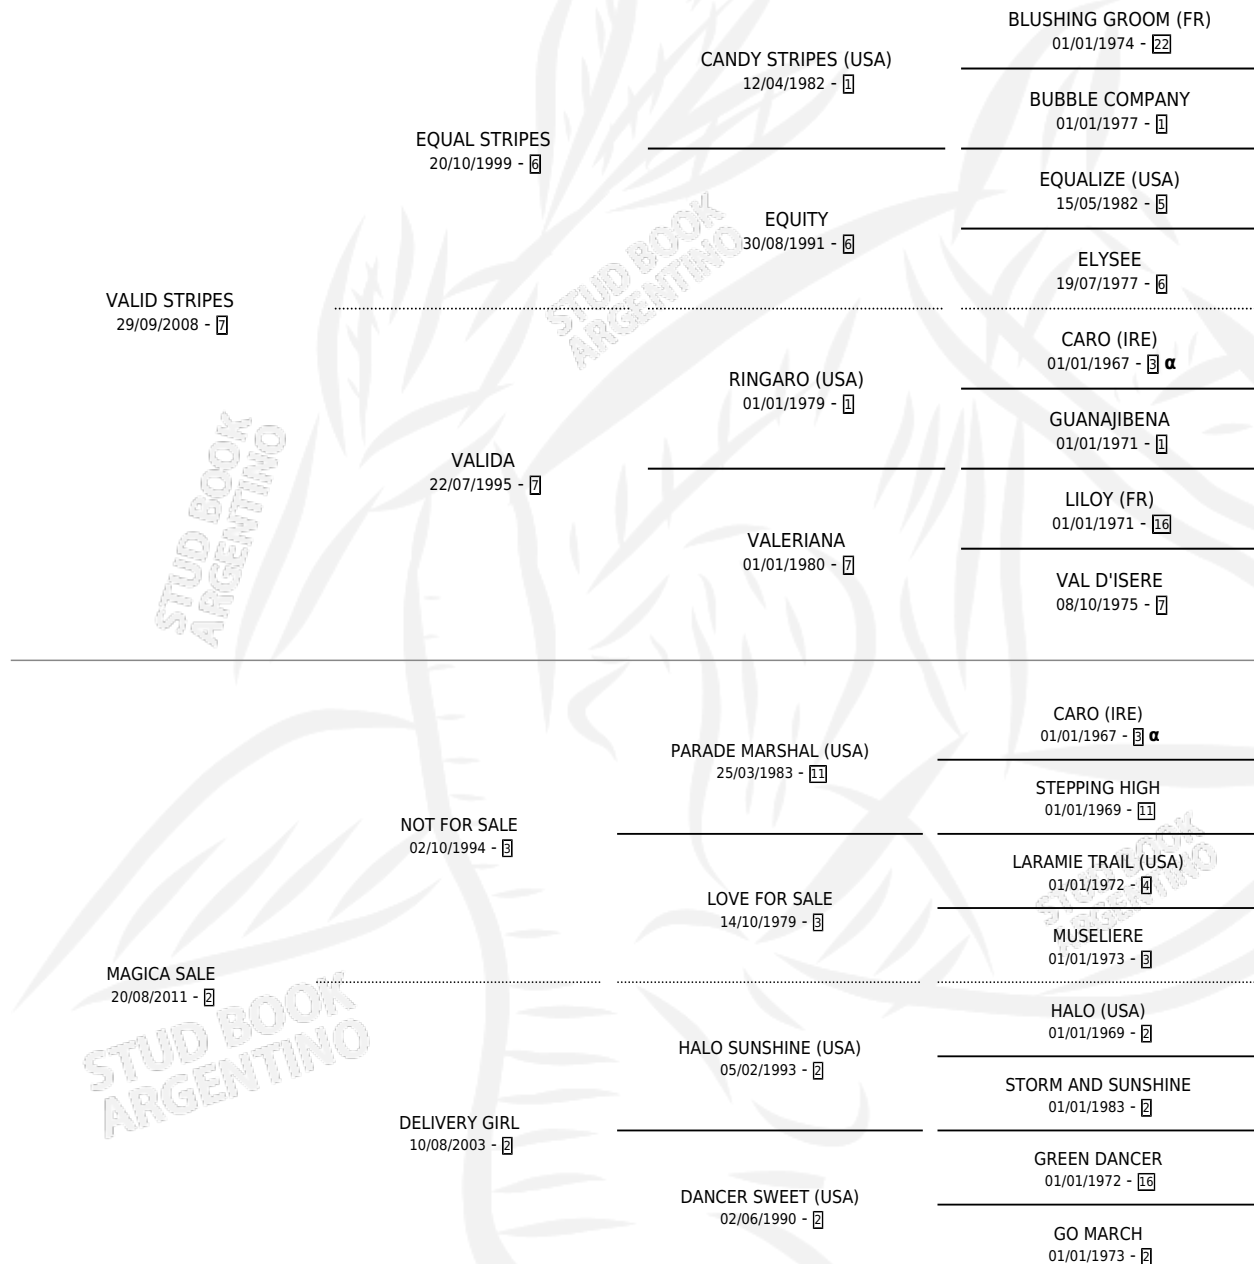 BLUSHING GROOM (FR)
01/01/1974 - 22
CANDY STRIPES (USA)
12/04/1982 - 1
BUBBLE COMPANY
01/01/1977 - 1
EQUAL STRIPES
20/10/1999 - 6
EQUALIZE (USA)
15/05/1982 - 5
EQUITY
30/08/1991 - 6
ELYSEE
19/07/1977 - 6
VALID STRIPES
29/09/2008 - 7
CARO (IRE)
01/01/1967 - 3 α
RINGARO (USA)
01/01/1979 - 1
GUANAJIBENA
01/01/1971 - 1
VALIDA
22/07/1995 - 7
LILOY (FR)
01/01/1971 - 16
VALERIANA
01/01/1980 - 7
VAL D'ISERE
08/10/1975 - 7
CARO (IRE)
01/01/1967 - 3 α
PARADE MARSHAL (USA)
25/03/1983 - 11
STEPPING HIGH
01/01/1969 - 11
NOT FOR SALE
02/10/1994 - 3
LARAMIE TRAIL (USA)
01/01/1972 - 4
LOVE FOR SALE
14/10/1979 - 3
MUSELIERE
01/01/1973 - 3
MAGICA SALE
20/08/2011 - 2
HALO (USA)
01/01/1969 - 2
HALO SUNSHINE (USA)
05/02/1993 - 2
STORM AND SUNSHINE
01/01/1983 - 2
DELIVERY GIRL
10/08/2003 - 2
GREEN DANCER
01/01/1972 - 16
DANCER SWEET (USA)
02/06/1990 - 2
GO MARCH
01/01/1973 - 2
STUD BOOK
ARGENTINO
STUD BOOK
ARGENTINO
STUD BOOK
ARGENTINO
STUD BOOK
ARGENTINO